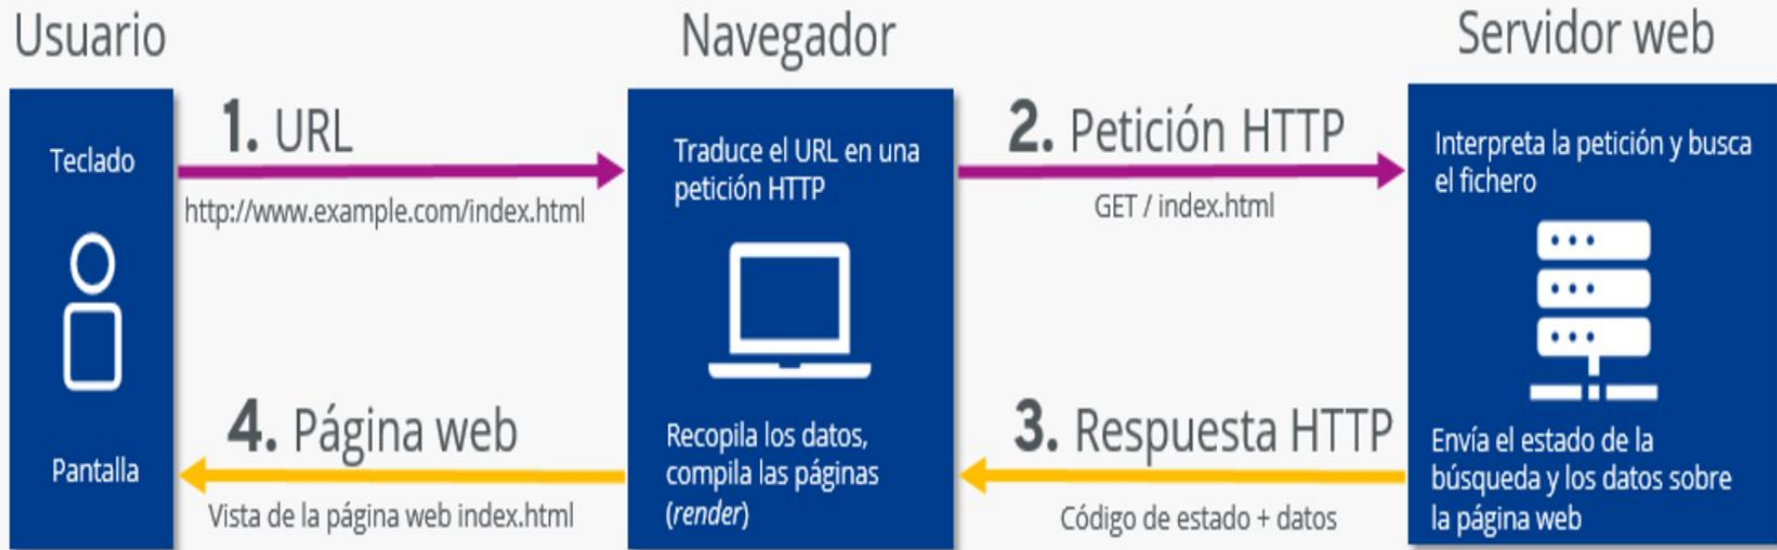 Usuario
Navegador
Servidor web
Teclado
1. URL
http://www.example.com/index.html
Traduce el URL en una
petición HTTP
2. Petición HTTP
GET / index.html
Interpreta la petición y busca
el fichero
Pantalla
4. Página web
Vista de la página web index.html
Recopila los datos,
compila las páginas
(render)
3. Respuesta HTTP
Código de estado + datos
Envía el estado de la
búsqueda y los datos sobre
la página web